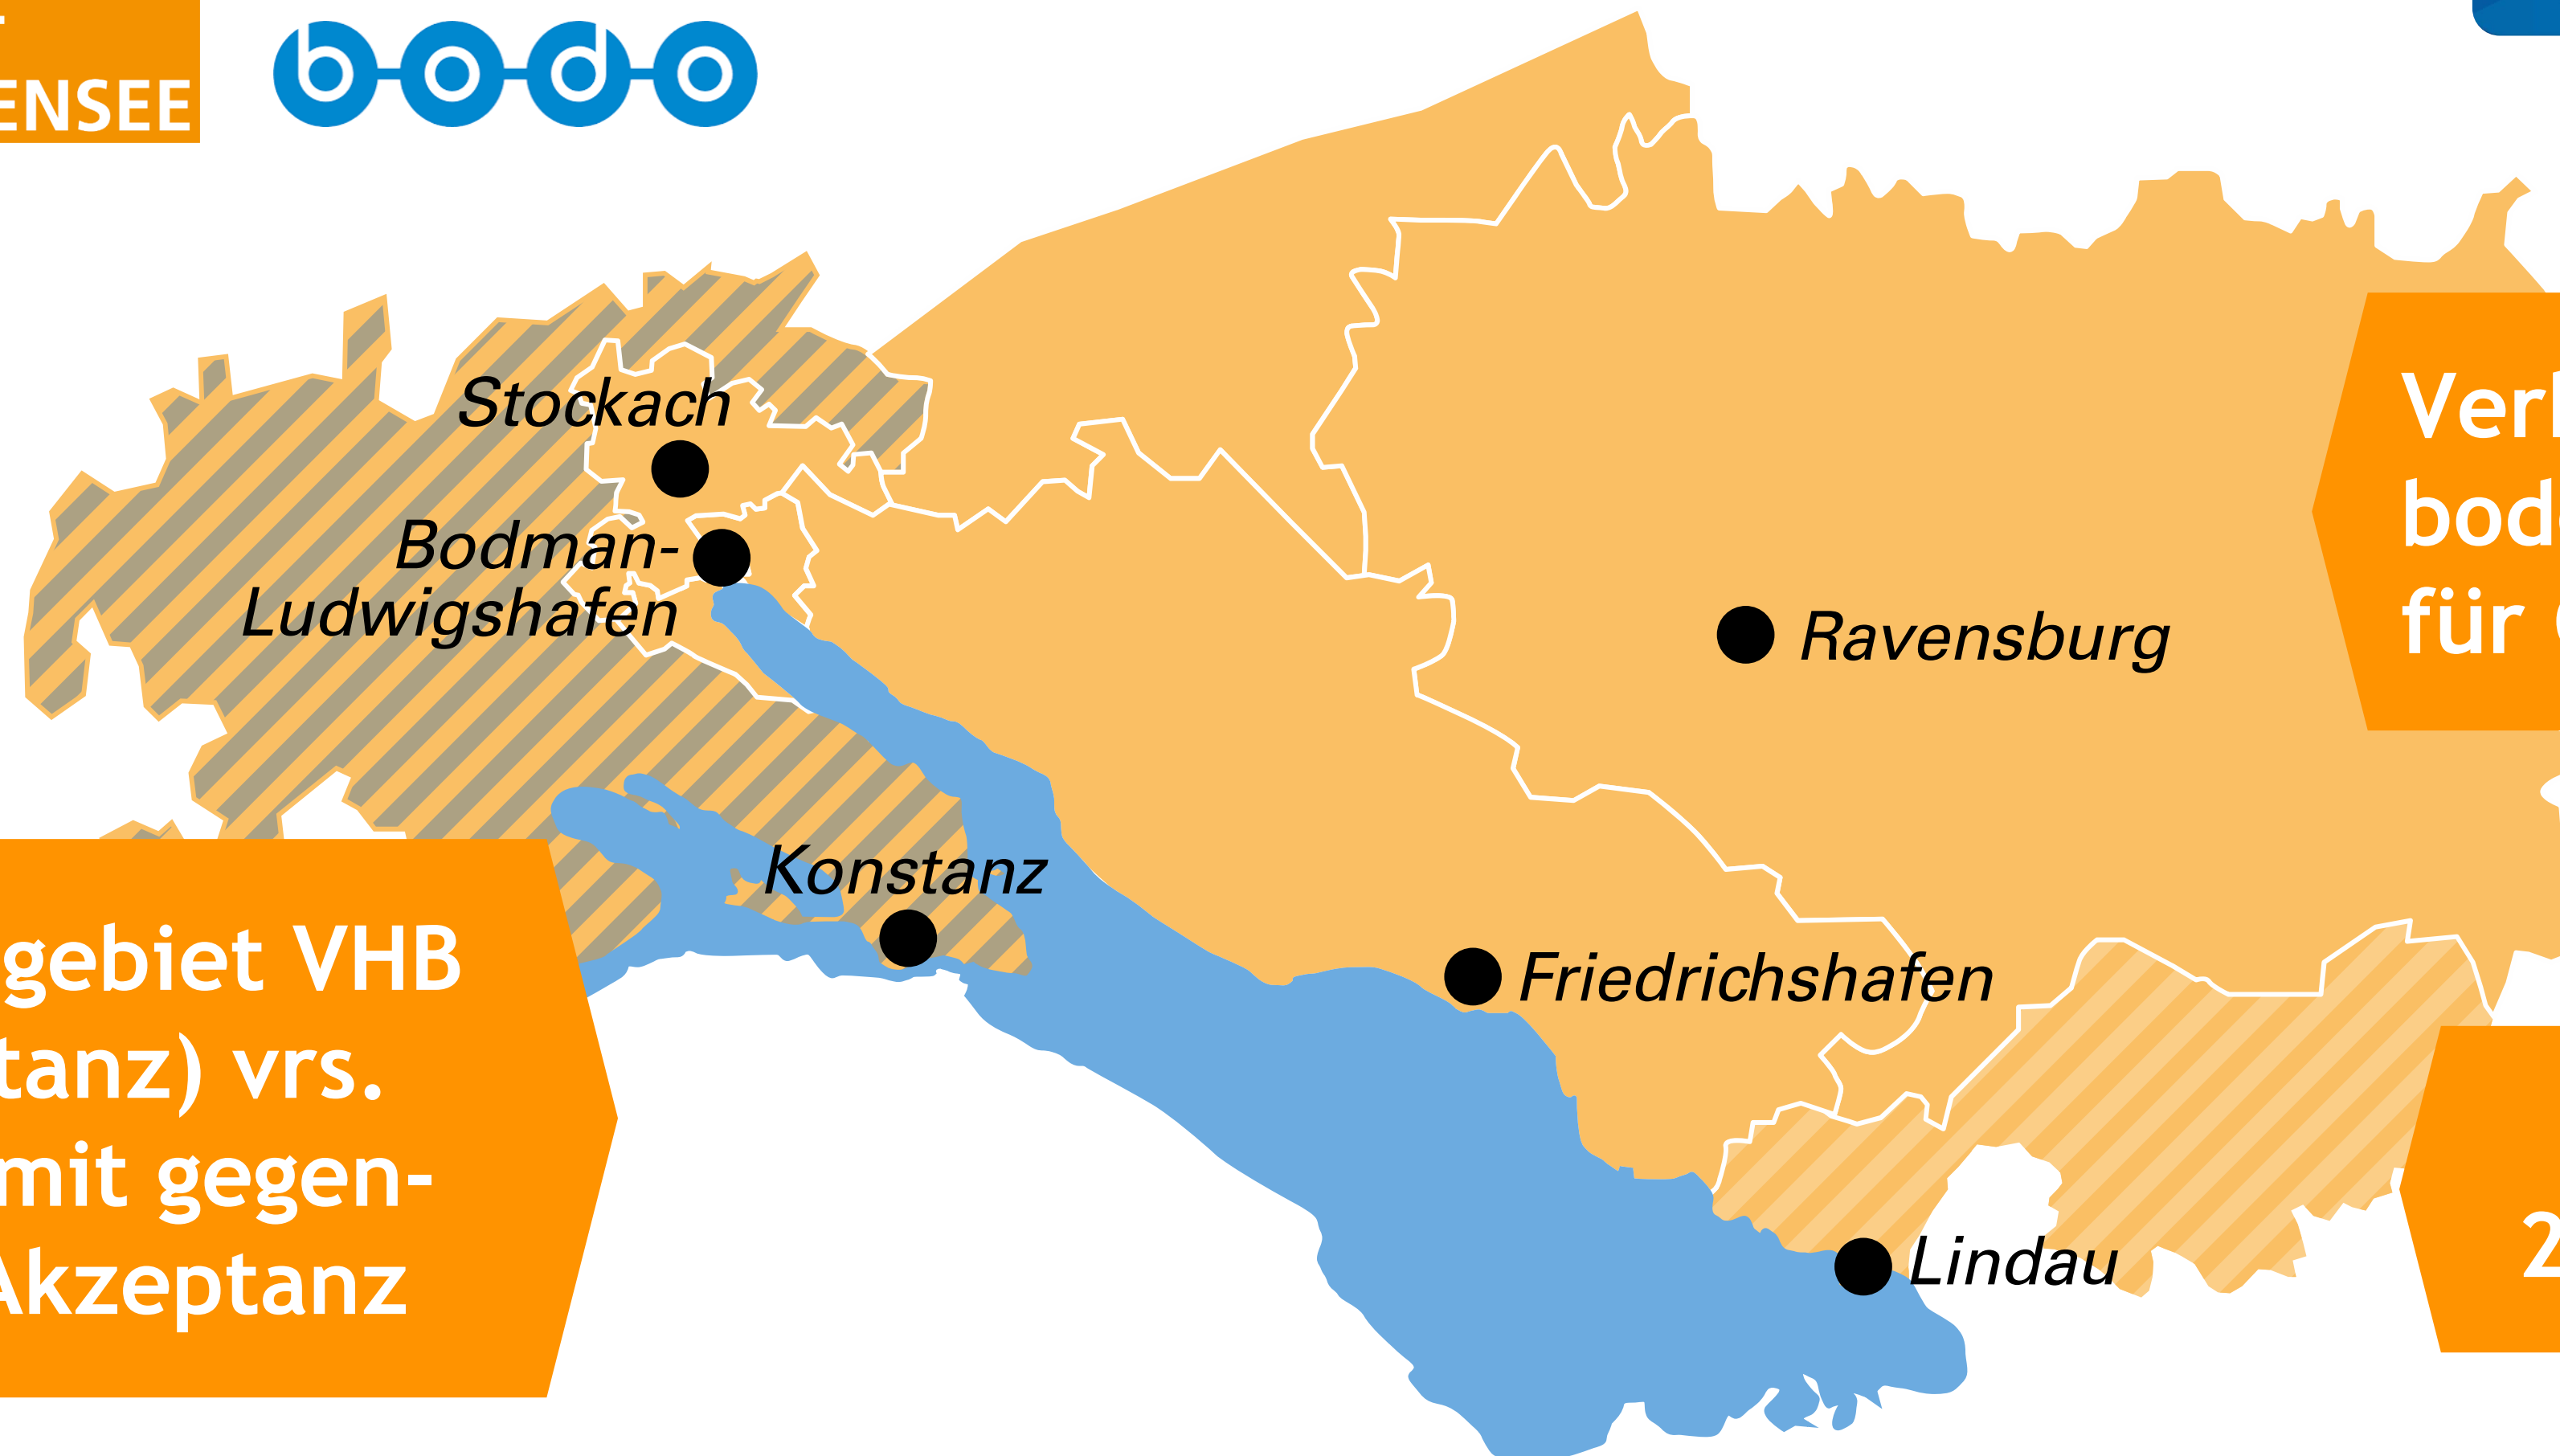 ENSEE
bodo
Stockach
Bodman-
Ludwigshafen
Konstanz
Ravensburg
Friedrichshafen
Lindau
gebiet VHB
tanz) vrs.
mit gegen-
Akzeptanz
Ver
bod
für
2